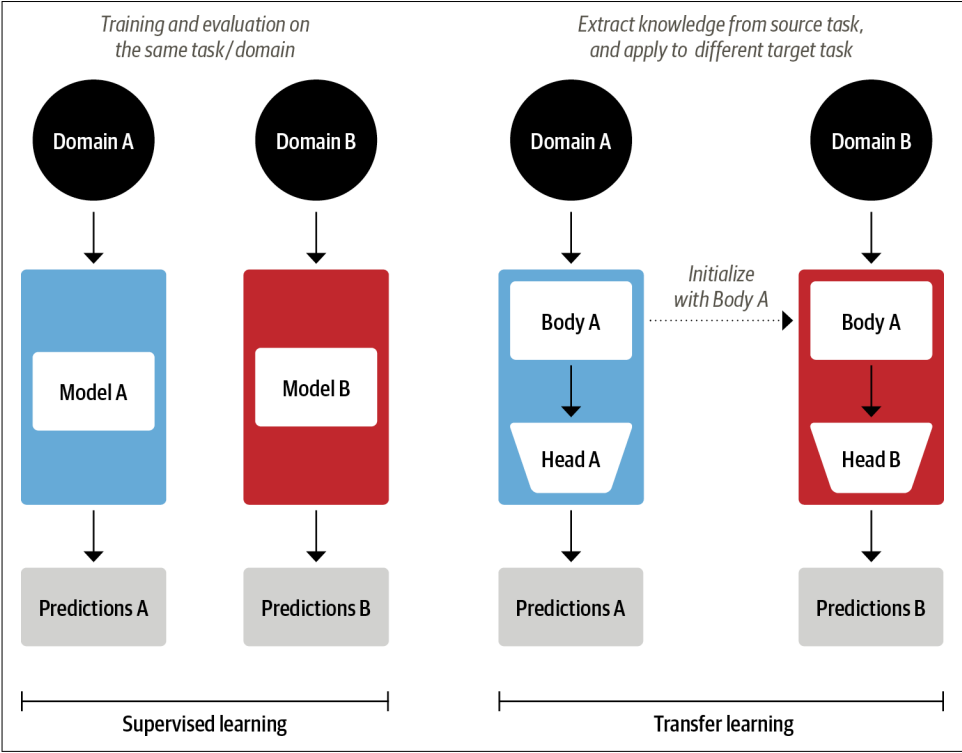 Training and evaluation on
the same task/domain
Extract knowledge from source task,
and apply to different target task
Domain A
Domain B
Domain A
Domain B
Initialize
with Body A
Body A
Body A
Model A
Model B
Head A
Head B
Predictions A
Predictions B
Predictions A
Predictions B
Supervised learning
Transfer learning